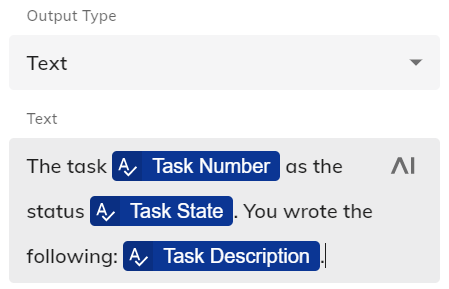 Output Type
Text
Text
The task Task Number as the
status Task State. You wrote the
following: Task Description.